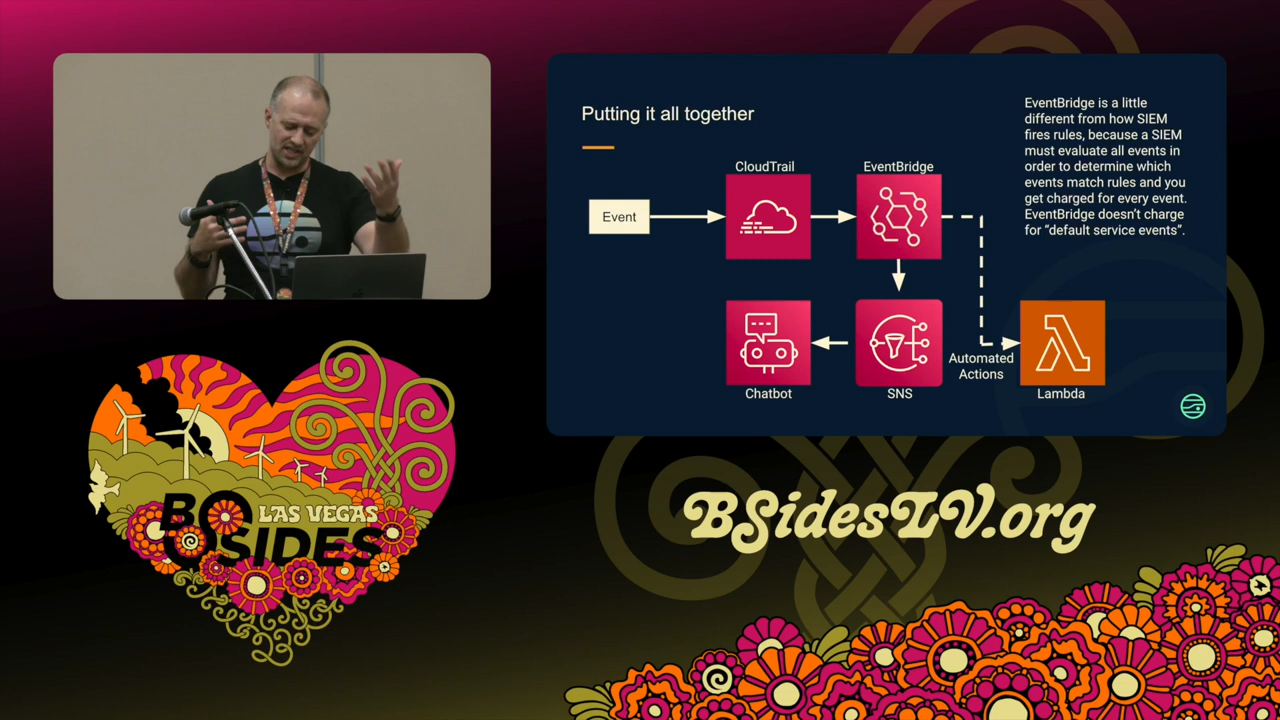 Putting it all together
EventBridge is a little
different from how SIEM
fires rules, because a SIEM
must evaluate all events in
order to determine which
events match rules and you
get charged for every event.
EventBridge doesn’t charge
for “default service events”.
CloudTrail
EventBridge
Event
Automated
Actions
Chatbot
SNS
Lambda
BSIDES
LAS VEGAS
23
BSidesLV.org